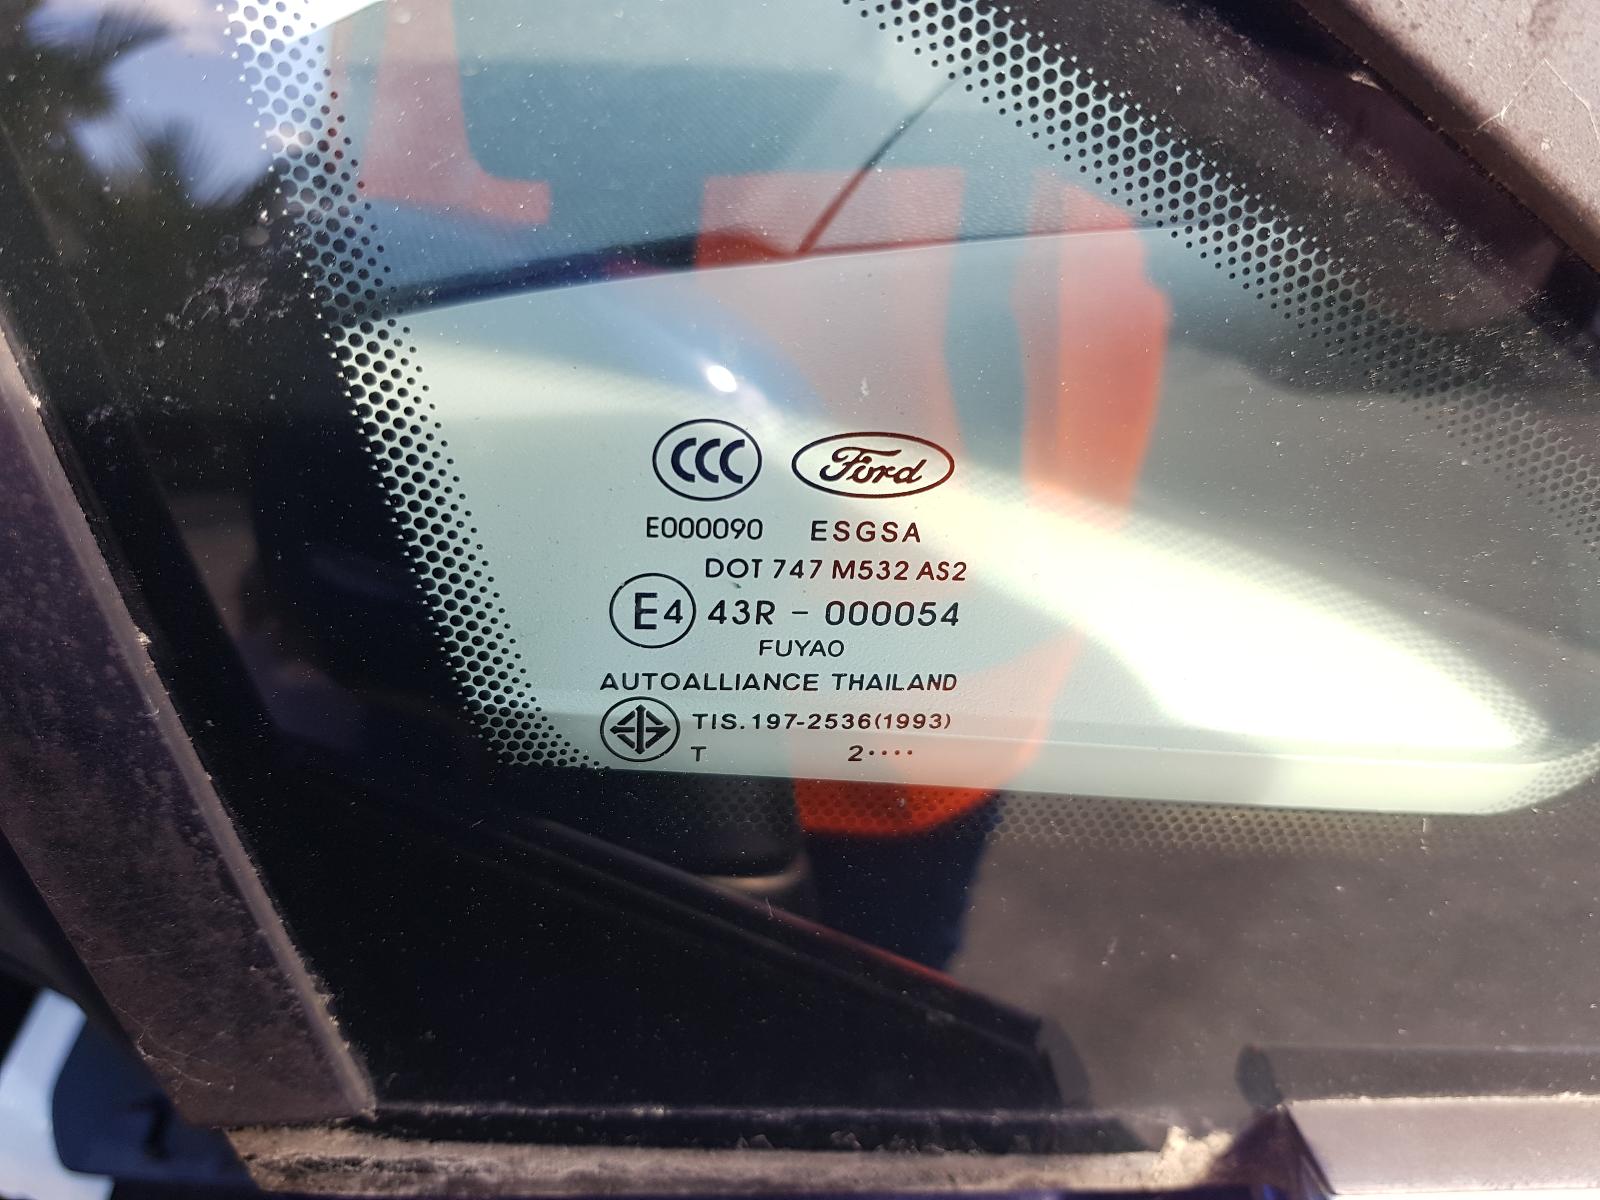 CCC Ford
E000090 ESGSA
DOT 747 M532 AS2
E4 43R - 000054
FUYAO
AUTOALLIANCE THAILAND
TIS. 197-2536(1993)
T 2····